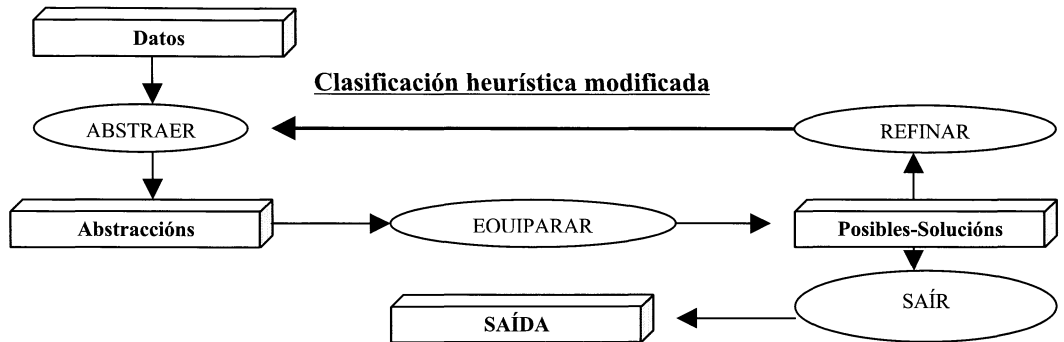 Datos
Clasificación heurística modificada
ABSTRAER
REFINAR
Abstraccións
EOUIPARAR
Posibles-Solucións
SAÍR
SAÍDA